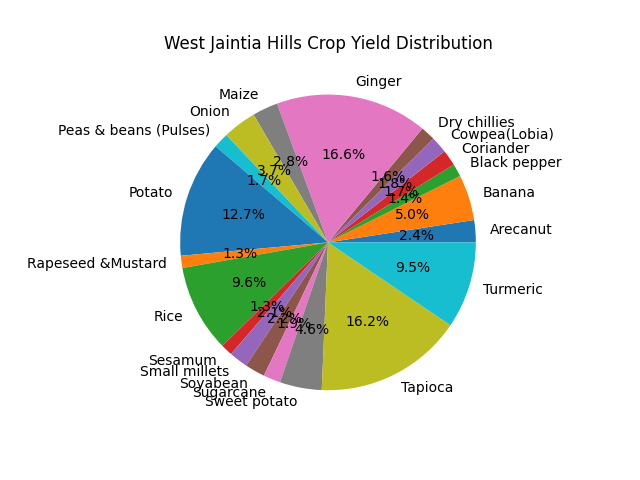 West Jaintia Hills Crop Yield Distribution
Ginger
Maize
Onion
Dry chillies
Cowpea(Lobia)
Peas & beans (Pulses)
Coriander
Black pepper
Potato
Banana
Arecanut
Rapeseed &Mustard
Turmeric
Rice
Sesamum
Small millets
Soyabean
Sugarcane
Sweet potato
Tapioca
16.6%
2.8%
3.7%
1.7%
1.6%
1.8%
1.7%
1.4%
12.7%
5.0%
2.4%
1.3%
9.5%
9.6%
1.3%
2.1%
2.2%
1.9%
4.6%
16.2%